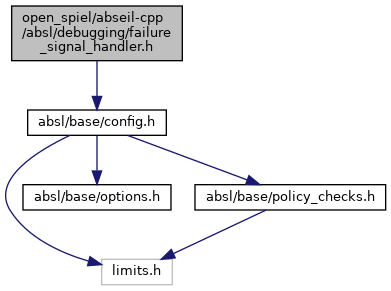 open_spiel/abseil-cpp
/absl/debugging/failure
_signal_handler.h
absl/base/config.h
absl/base/options.h
absl/base/policy_checks.h
limits.h